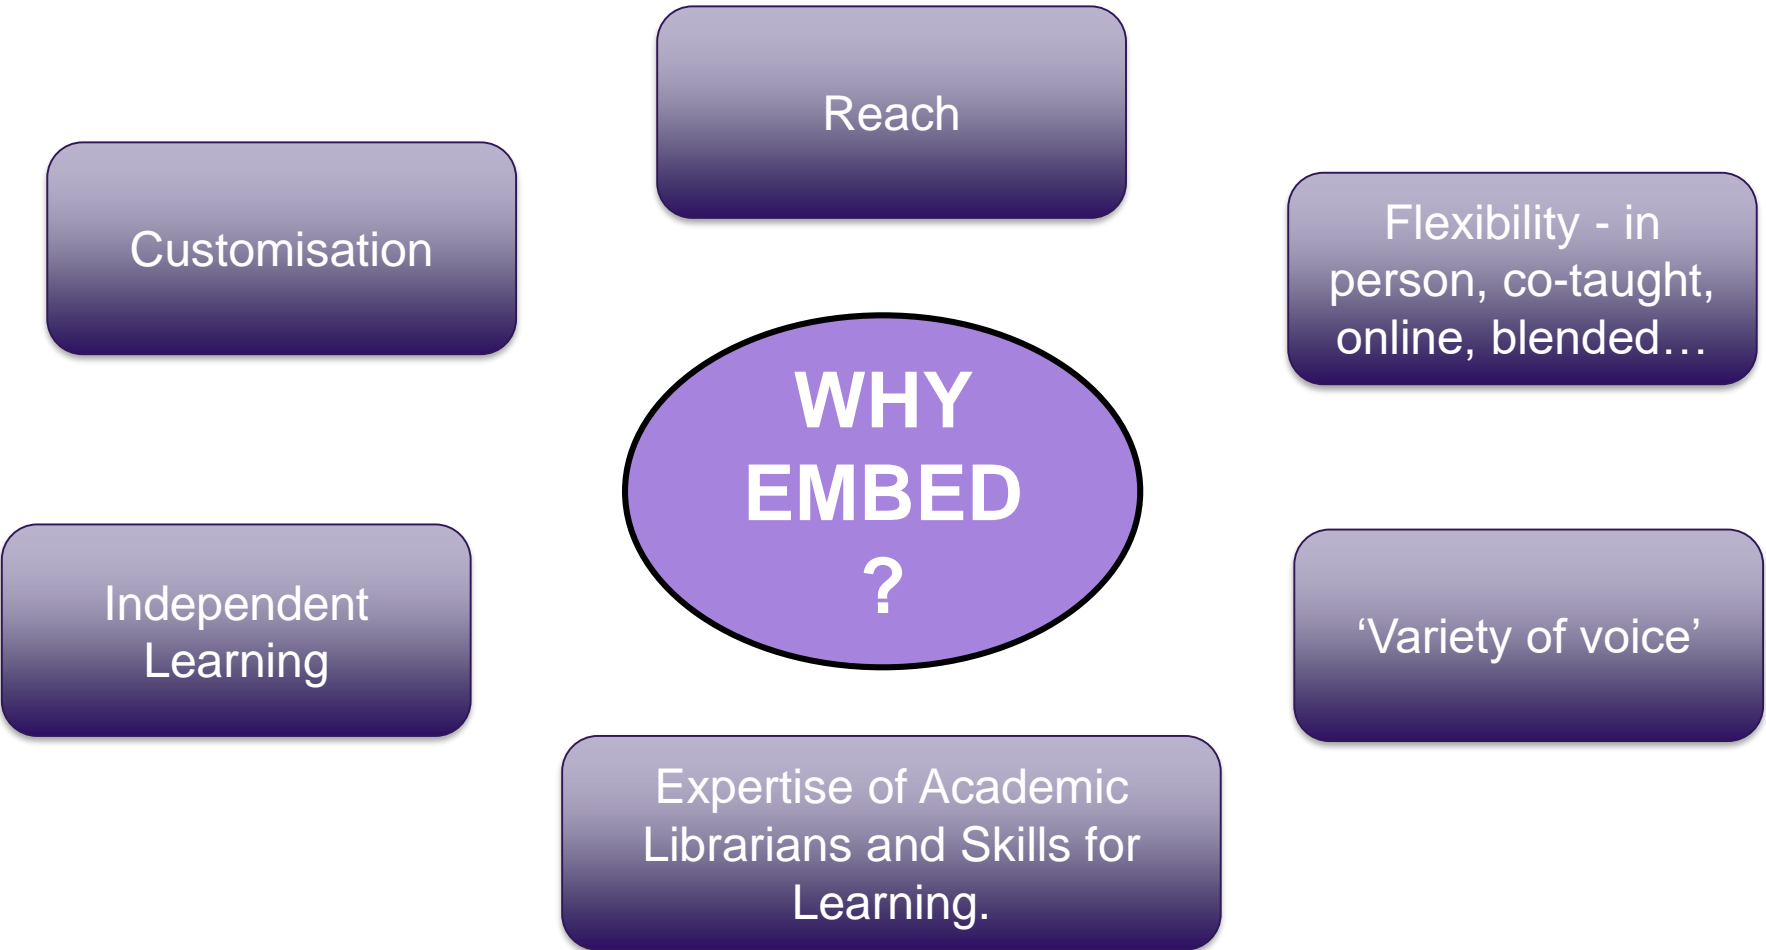 Reach
Customisation
Flexibility - in
person, co-taught,
online, blended…
WHY
EMBED
?
Independent
Learning
‘Variety of voice’
Expertise of Academic
Librarians and Skills for
Learning.